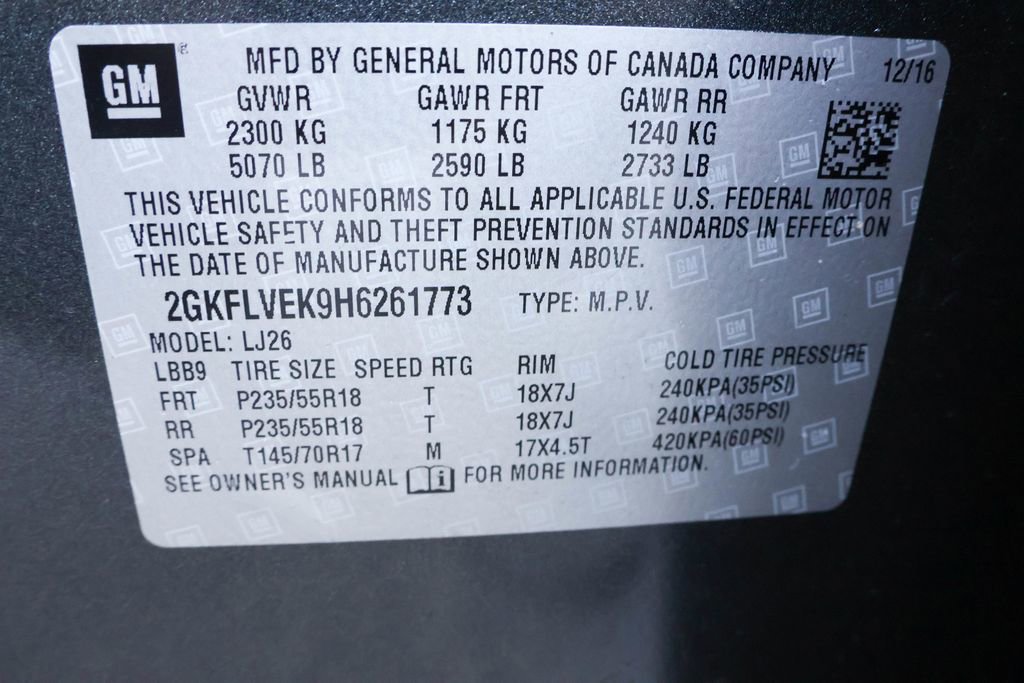 GM
MFD BY GENERAL MOTORS OF CANADA COMPANY 12/16
GVWR GAWR FRT GAWR RR
2300 KG 1175 KG 1240 KG
5070 LB 2590 LB 2733 LB
THIS VEHICLE CONFORMS TO ALL APPLICABLE U.S. FEDERAL MOTOR
VEHICLE SAFETY AND THEFT PREVENTION STANDARDS IN EFFECT ON
THE DATE OF MANUFACTURE SHOWN ABOVE.
2GKFLVEK9H6261773 TYPE: M.P.V.
MODEL: LJ26
LBB9 TIRE SIZE SPEED RTG RIM COLD TIRE PRESSURE
FRT P235/55R18 T 18X7J 240KPA(35PSI)
RR P235/55R18 T 18X7J 240KPA(35PSI)
SPA T145/70R17 M 17X4.5T 420KPA(60PSI)
SEE OWNER'S MANUAL i FOR MORE INFORMATION.